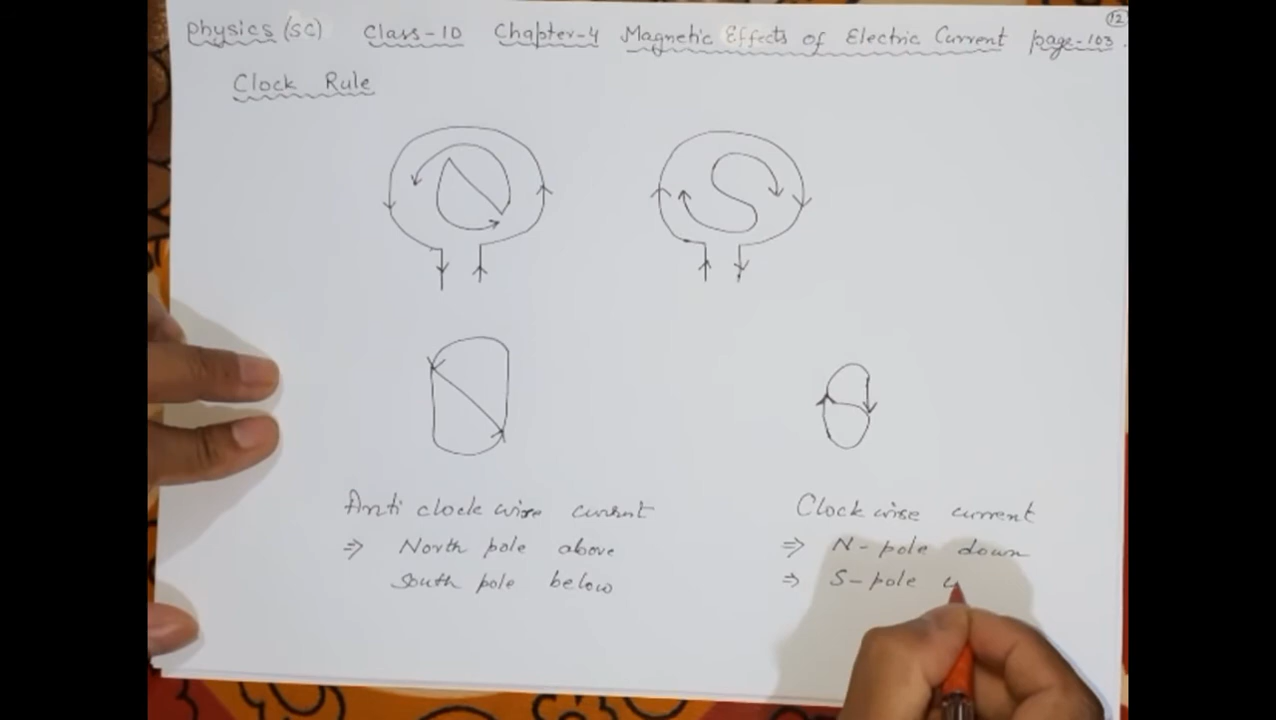 12
Physics (SC) Class-10 Chapter-4 Magnetic Effects of Electric Current page-103.
Clock Rule
N S
N S
Anti clock wise current
⇒ North pole above
South pole below
Clock wise current
⇒ N-pole down
⇒ S-pole u